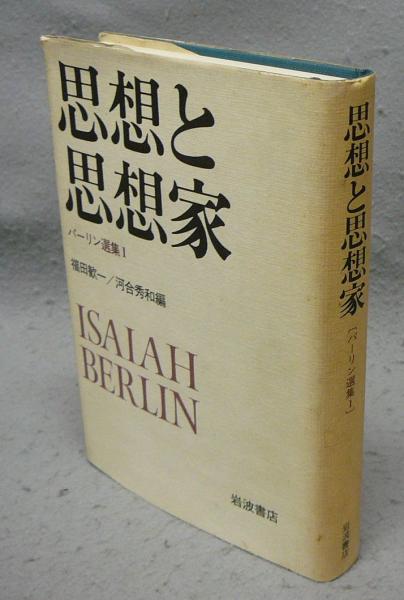 思想と
思想家
バーリン選集 I
福田歓一／河合秀和編
ISAIAH
BERLIN
岩波書店
思想と思想家
［バーリン選集 I］
岩波書店